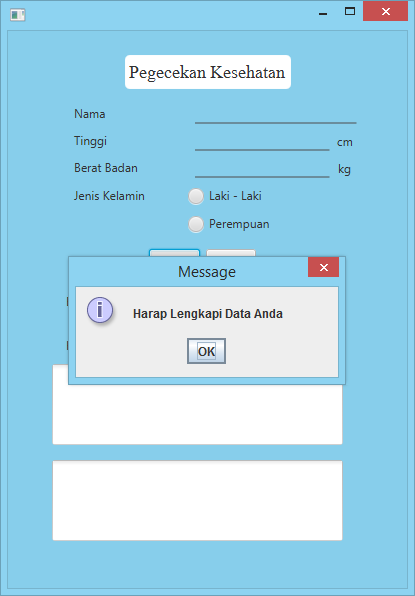 Pegecekan Kesehatan
Nama
Tinggi
cm
Berat Badan
kg
Jenis Kelamin
Laki - Laki
Perempuan
Message
Harap Lengkapi Data Anda
OK